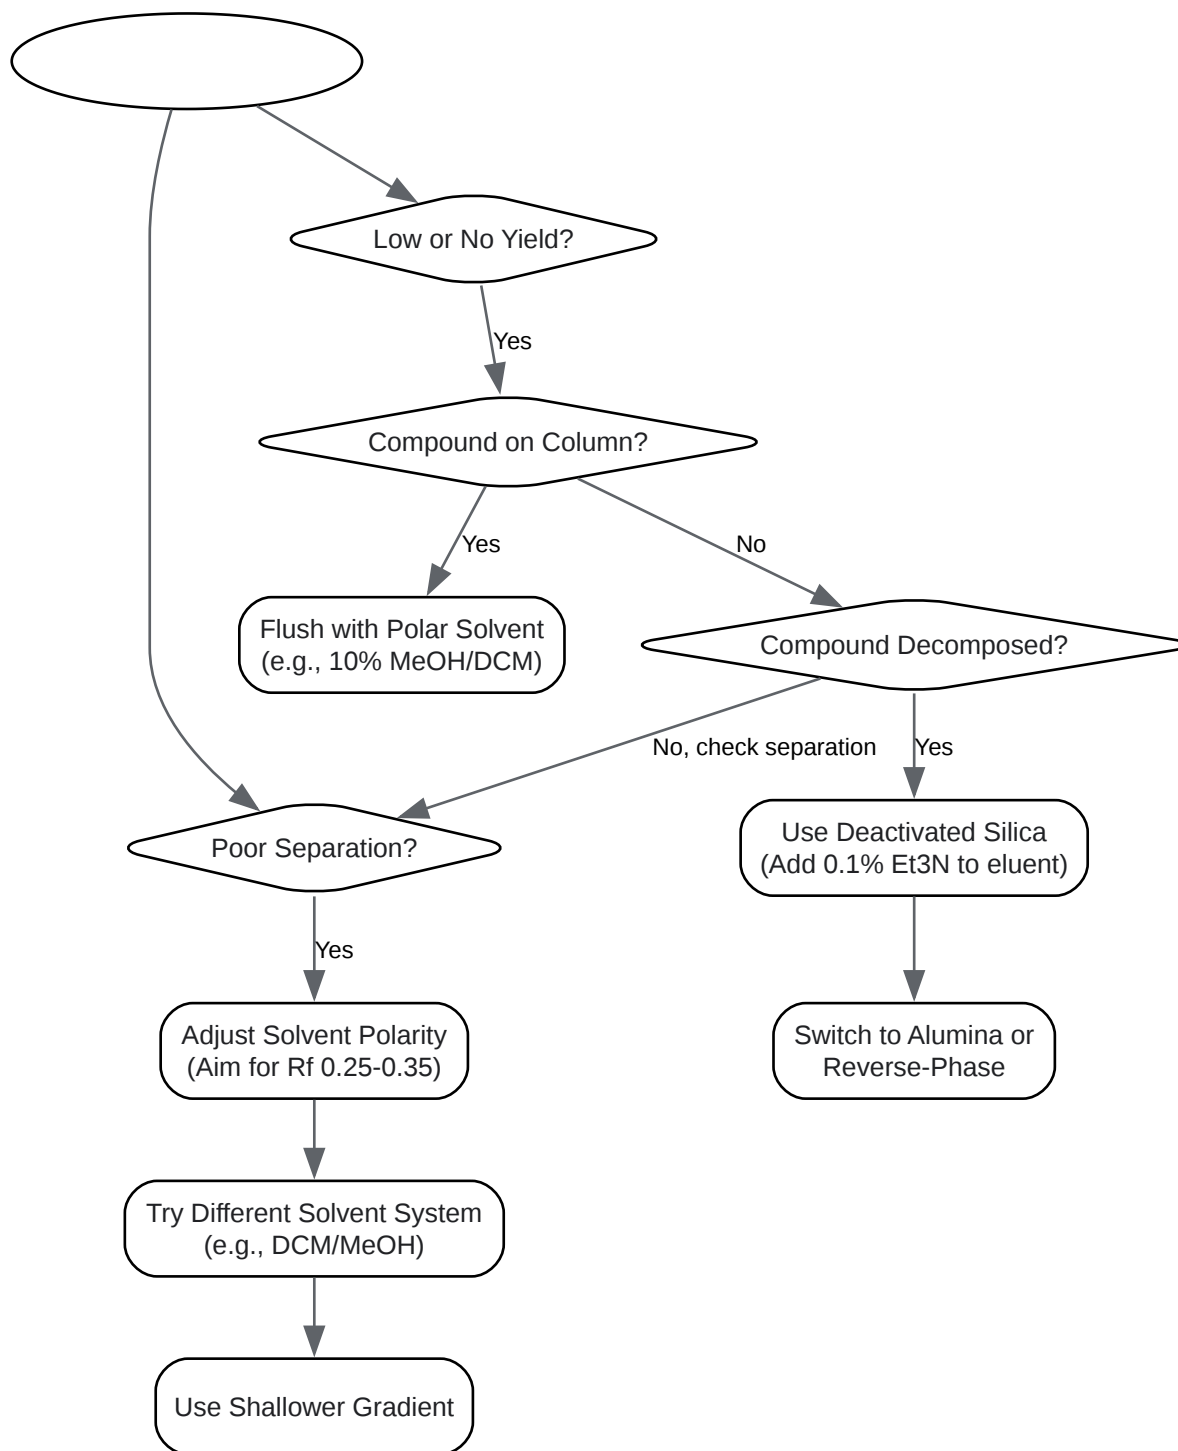 Low or No Yield?
Yes
Compound on Column?
Yes
No
Flush with Polar Solvent
(e.g., 10% MeOH/DCM)
Compound Decomposed?
No, check separation
Yes
Poor Separation?
Use Deactivated Silica
(Add 0.1% Et3N to eluent)
Yes
Adjust Solvent Polarity
(Aim for Rf 0.25-0.35)
Switch to Alumina or
Reverse-Phase
Try Different Solvent System
(e.g., DCM/MeOH)
Use Shallower Gradient